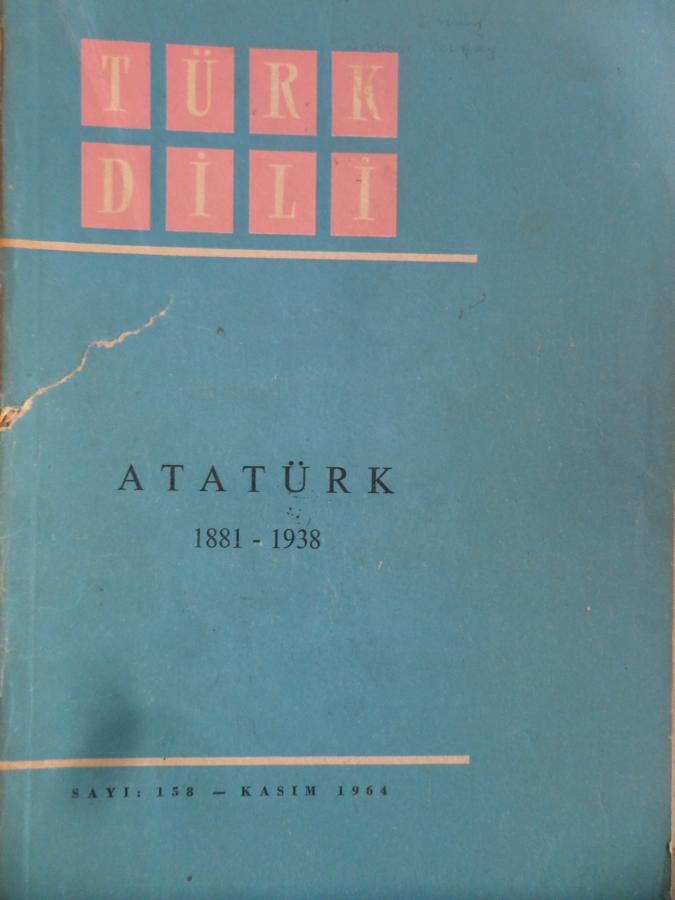 TÜRK
DİLİ
ATATÜRK
1881 - 1938
SAYI: 158 — KASIM 1964